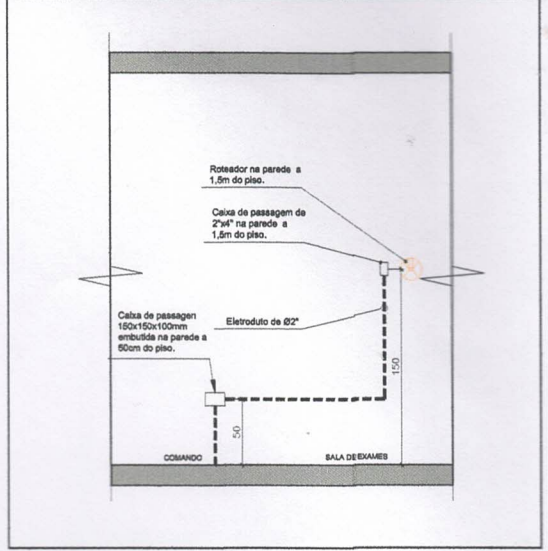 Roteador na parede a
1,5m do piso.
Caixa de passagem de
2"x4" na parede a
1,5m do piso.
Caixa de passagen
150x150x100mm
embutida na parede a
50cm do piso.
Eletroduto de Ø2"
150
50
COMANDO
SALA DE EXAMES